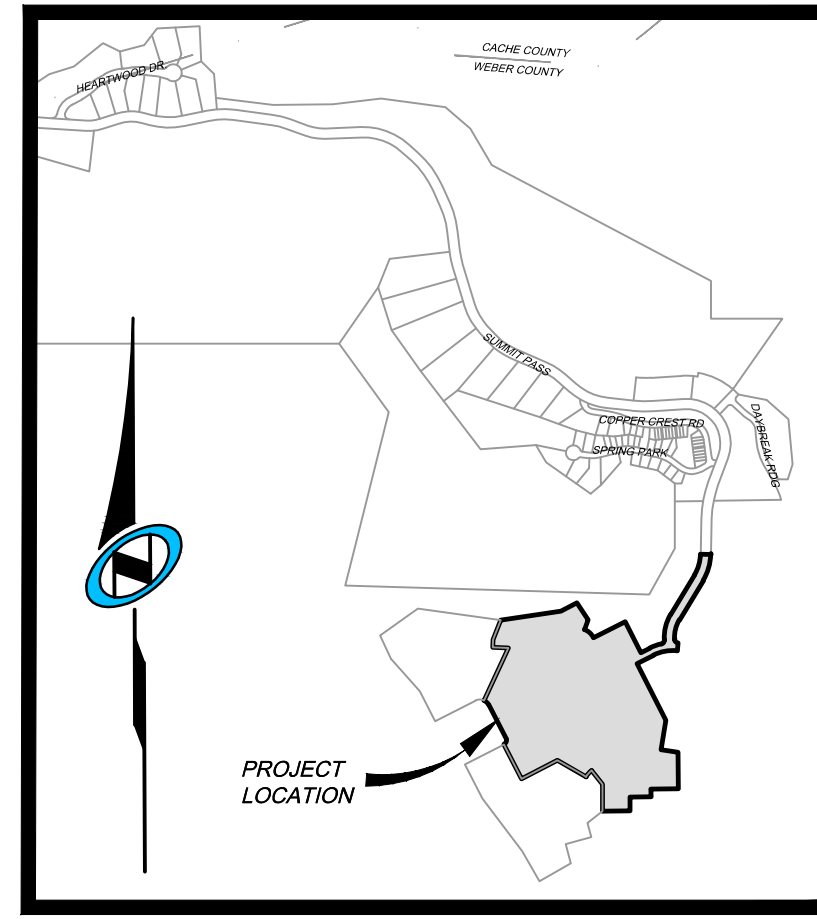 CACHE COUNTY
WEBER COUNTY
HEARTWOOD DR.
SUMMIT PASS
COPPER CREST RD
DAYBREAK RDG
SPRING PARK
N
PROJECT
LOCATION